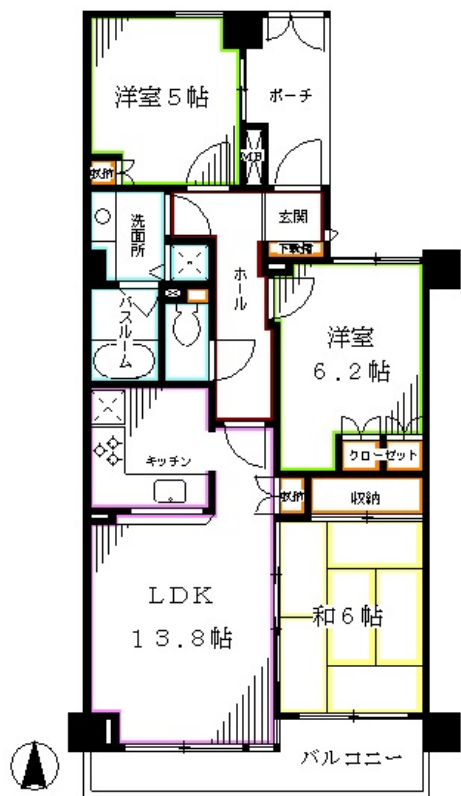 洋室5帖
ポーチ
収納
MB
玄関
洗面所
下駄箱
ホール
バスルーム
洋室
6.2帖
キッチン
クローゼット
収納
収納
LDK
13.8帖
和6帖
バルコニー